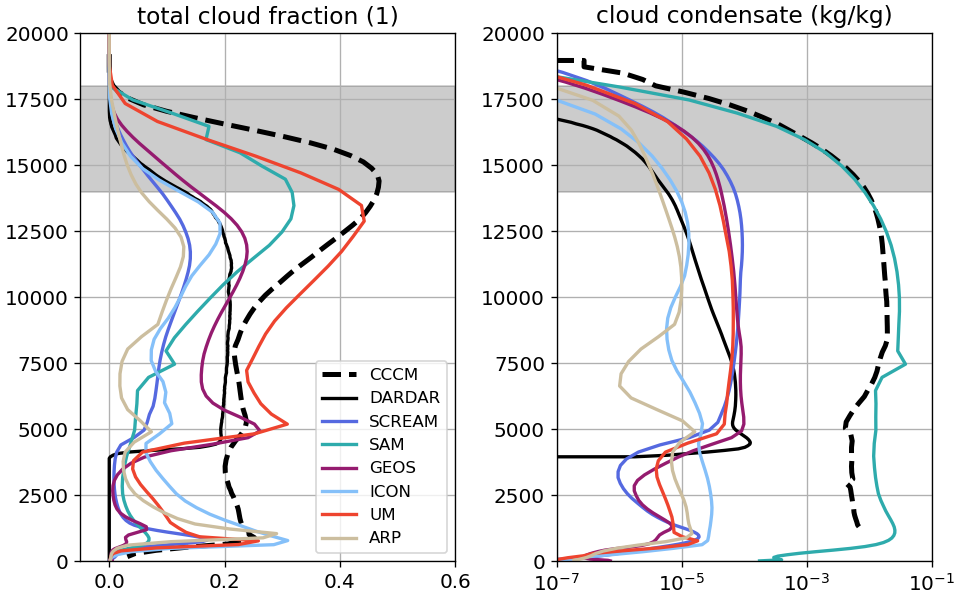 total cloud fraction (1)
20000
17500
15000
12500
10000
7500
5000
2500
0
0.0 0.2 0.4 0.6
CCCM
DARDAR
SCREAM
SAM
GEOS
ICON
UM
ARP
cloud condensate (kg/kg)
20000
17500
15000
12500
10000
7500
5000
2500
0
10⁻⁷ 10⁻⁵ 10⁻³ 10⁻¹